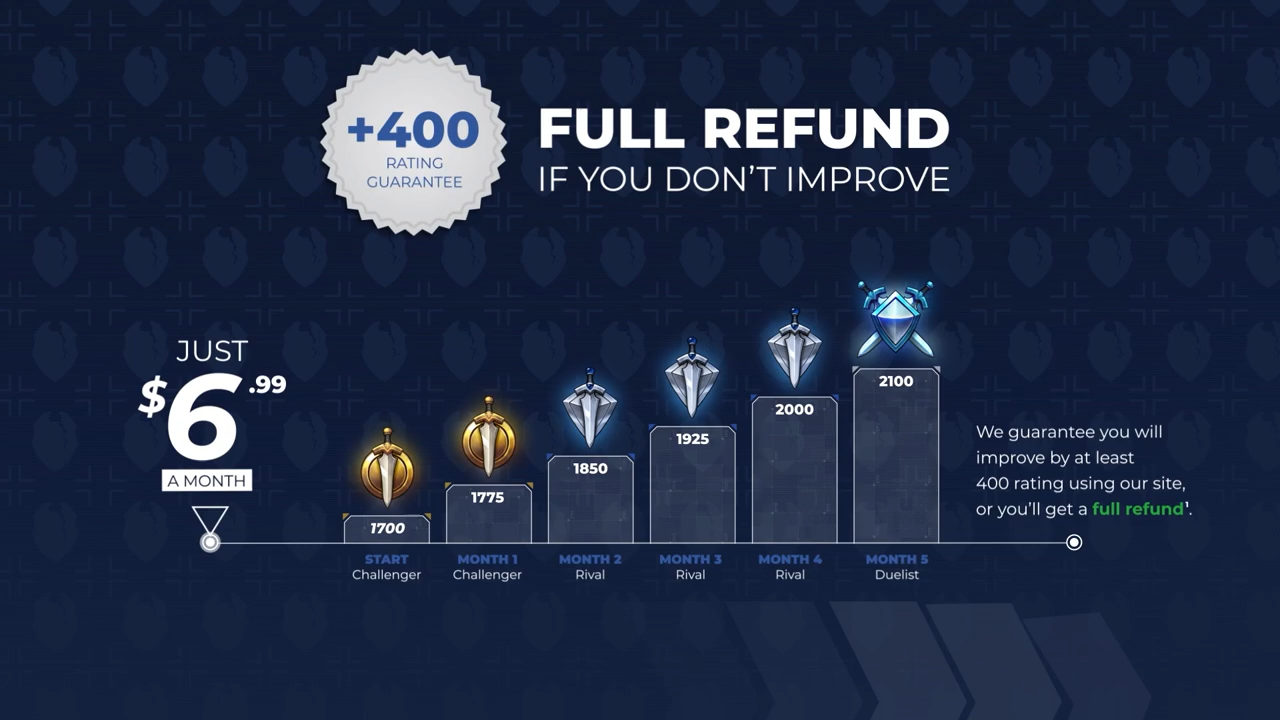 +400
RATING
GUARANTEE
FULL REFUND
IF YOU DON'T IMPROVE
JUST
$6.99
A MONTH
1700
1775
1850
1925
2000
2100
START
Challenger
MONTH 1
Challenger
MONTH 2
Rival
MONTH 3
Rival
MONTH 4
Rival
MONTH 5
Duelist
We guarantee you will
improve by at least
400 rating using our site,
or you'll get a full refund¹.